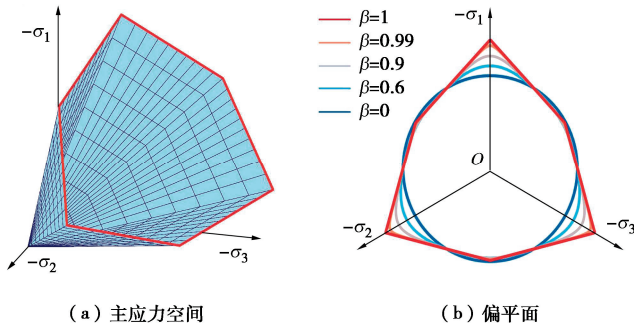 −σ1
−σ2
−σ3
(a)主应力空间
β=1
β=0.99
β=0.9
β=0.6
β=0
−σ1
O
−σ2
−σ3
(b)偏平面